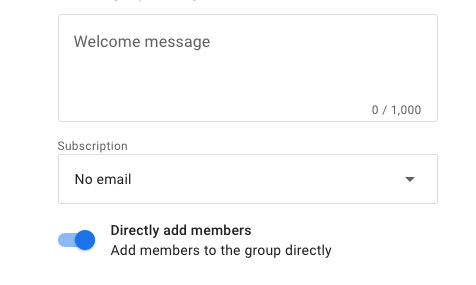 Welcome message
0 / 1,000
Subscription
No email
Directly add members
Add members to the group directly